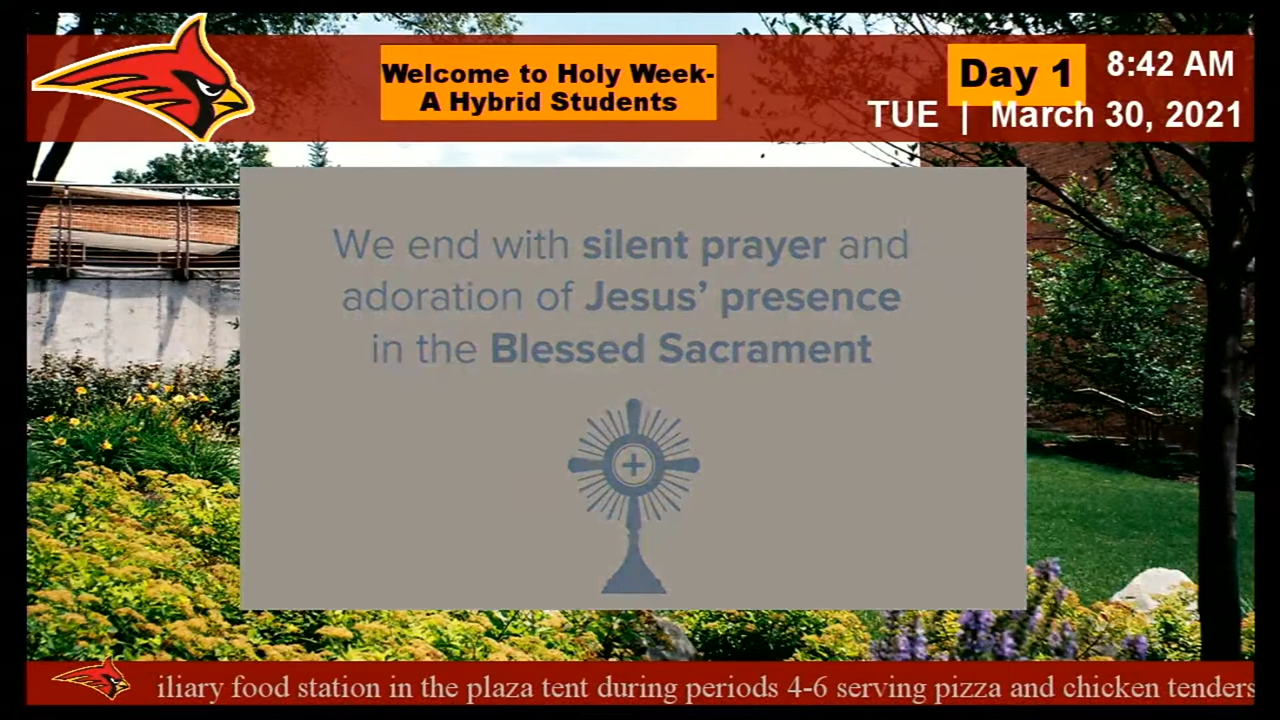 Welcome to Holy Week-
A Hybrid Students
Day 1
8:42 AM
TUE | March 30, 2021
We end with silent prayer and
adoration of Jesus’ presence
in the Blessed Sacrament
iliary food station in the plaza tent during periods 4-6 serving pizza and chicken tenders